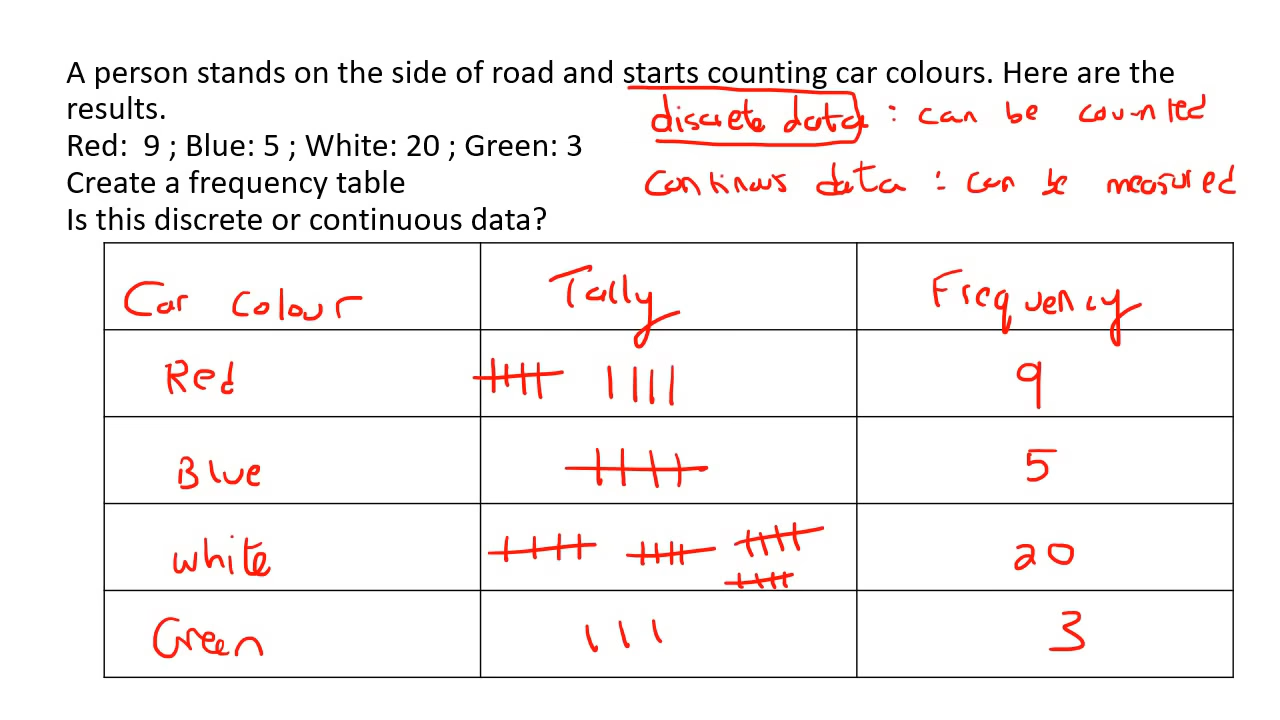 A person stands on the side of road and starts counting car colours. Here are the
results.
discrete data : can be counted
Red:  9 ; Blue: 5 ; White: 20 ; Green: 3
Create a frequency table
continous data : can be measured
Is this discrete or continuous data?
Car colour Tally Frequency
Red 9
Blue 5
white 20
Green 3